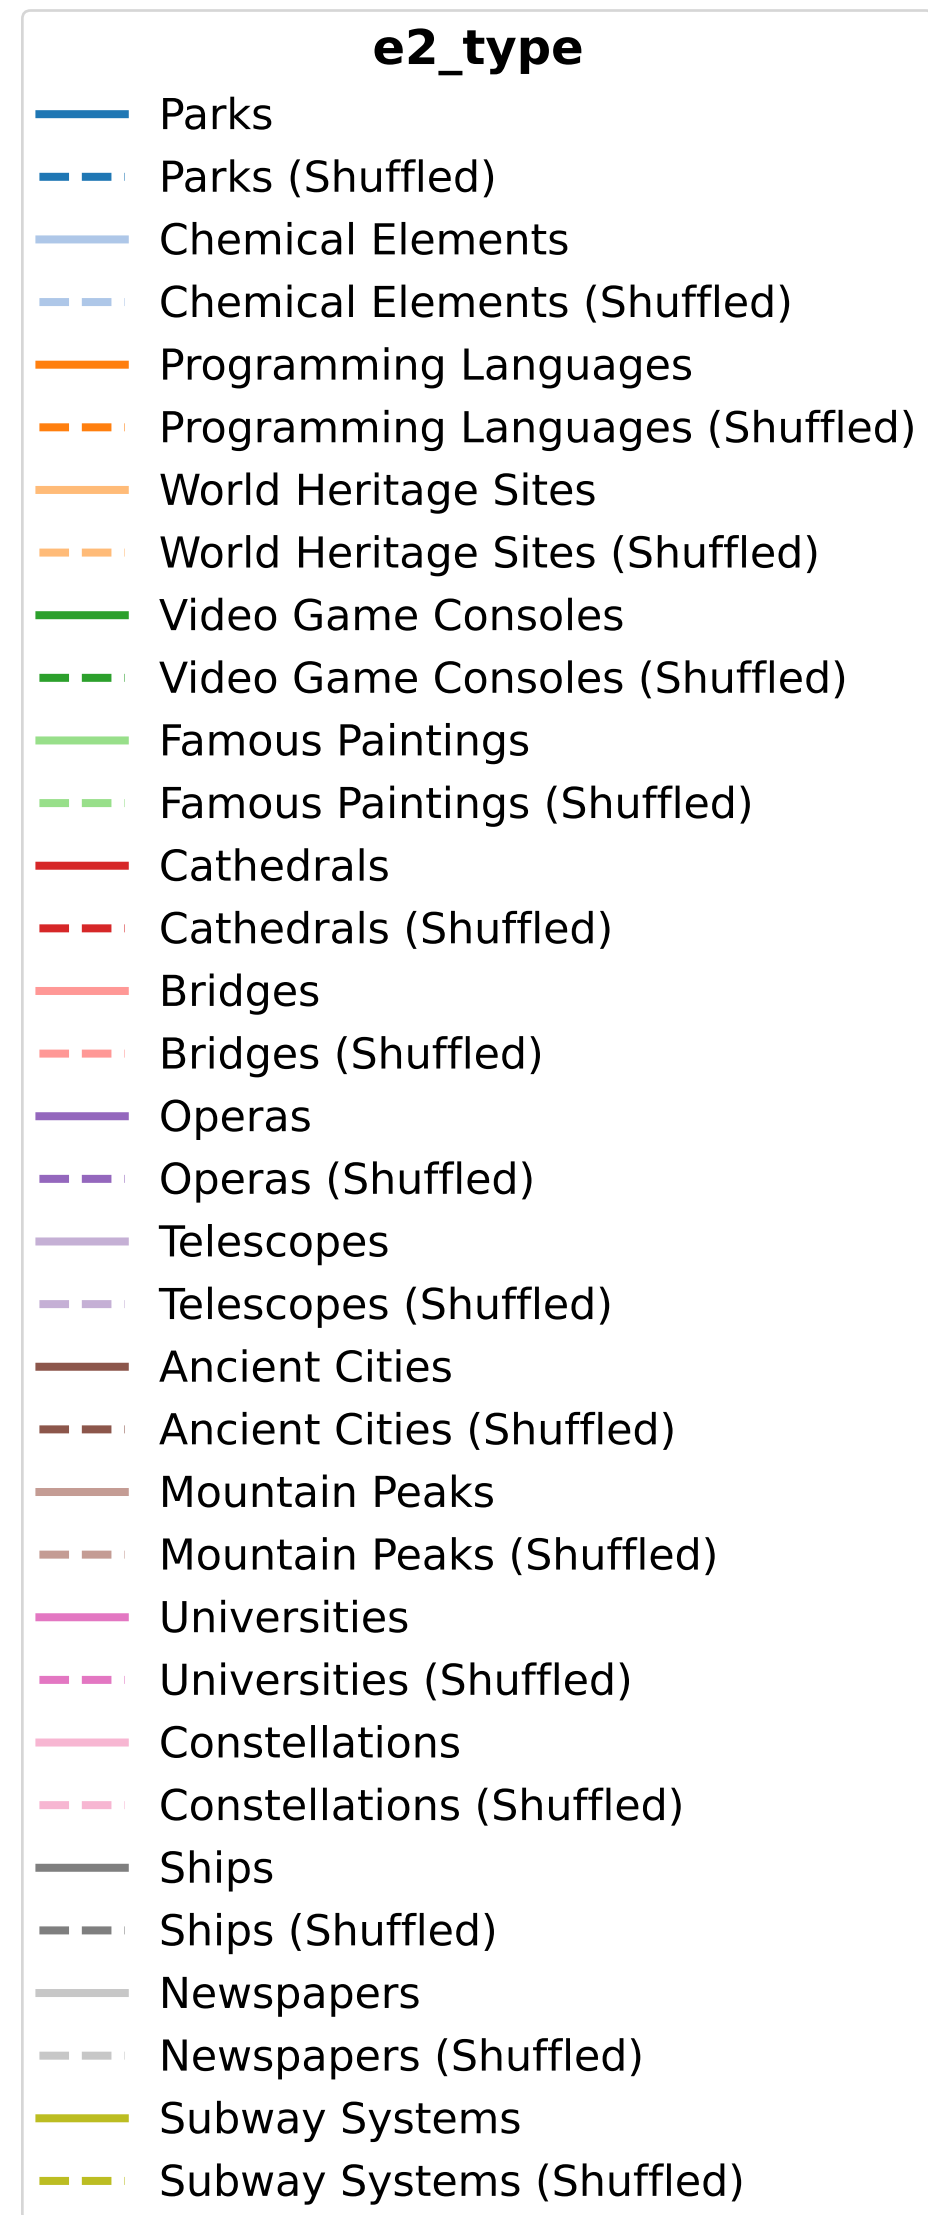 e2_type
Parks
Parks (Shuffled)
Chemical Elements
Chemical Elements (Shuffled)
Programming Languages
Programming Languages (Shuffled)
World Heritage Sites
World Heritage Sites (Shuffled)
Video Game Consoles
Video Game Consoles (Shuffled)
Famous Paintings
Famous Paintings (Shuffled)
Cathedrals
Cathedrals (Shuffled)
Bridges
Bridges (Shuffled)
Operas
Operas (Shuffled)
Telescopes
Telescopes (Shuffled)
Ancient Cities
Ancient Cities (Shuffled)
Mountain Peaks
Mountain Peaks (Shuffled)
Universities
Universities (Shuffled)
Constellations
Constellations (Shuffled)
Ships
Ships (Shuffled)
Newspapers
Newspapers (Shuffled)
Subway Systems
Subway Systems (Shuffled)